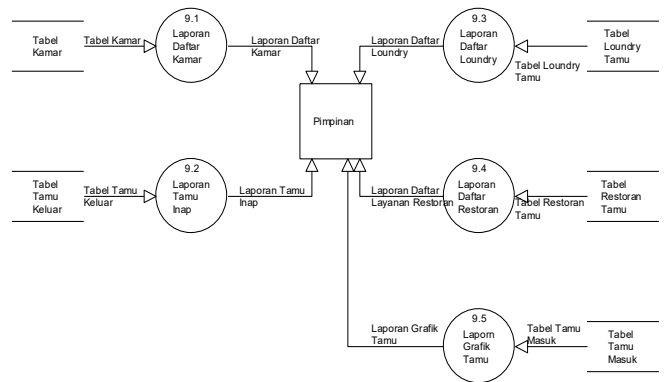 9.1
Laporan
Daftar
Kamar
Tabel
Kamar
Tabel Kamar
Laporan Daftar
Kamar
Laporan Daftar
Loundry
9.3
Laporan
Daftar
Loundry
Tabel Loundry
Tamu
Tabel
Loundry
Tamu
Pimpinan
Tabel
Tamu
Keluar
Tabel Tamu
Keluar
9.2
Laporan
Tamu
Inap
Laporan Tamu
Inap
Laporan Daftar
Layanan Restoran
9.4
Laporan
Daftar
Restoran
Tabel Restoran
Tamu
Tabel
Restoran
Tamu
Laporan Grafik
Tamu
9.5
Laporn
Grafik
Tamu
Tabel Tamu
Masuk
Tabel
Tamu
Masuk